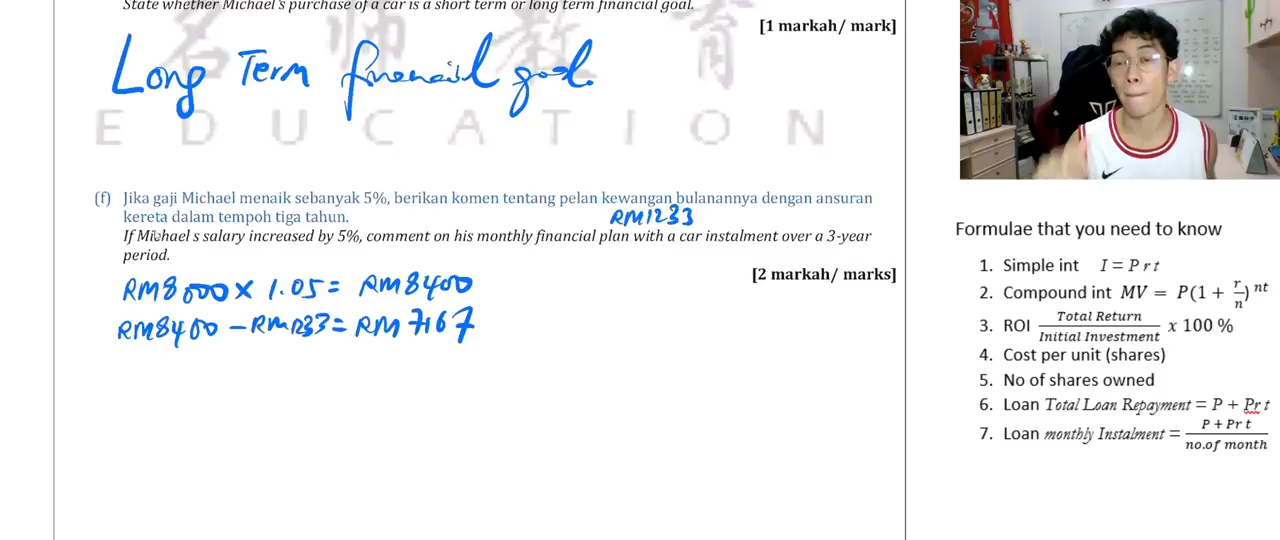 State whether Michael's purchase of a car is a short term or long term financial goal.
[1 markah/ mark]
名 师 教 育
Long Term financial goal.
E D U C A T I O N
(f) Jika gaji Michael menaik sebanyak 5%, berikan komen tentang pelan kewangan bulanannya dengan ansuran
kereta dalam tempoh tiga tahun.
RM1233
If Michael s salary increased by 5%, comment on his monthly financial plan with a car instalment over a 3-year
period.
[2 markah/ marks]
RM8000 × 1.05 = RM8400
RM8400 – RM1233 = RM7167
Formulae that you need to know
1. Simple int I = P r t
2. Compound int MV = P(1 + r/n) nt
3. ROI Total Return / Initial Investment x 100 %
4. Cost per unit (shares)
5. No of shares owned
6. Loan Total Loan Repayment = P + Pr t
7. Loan monthly Instalment = P + Pr t / no.of month